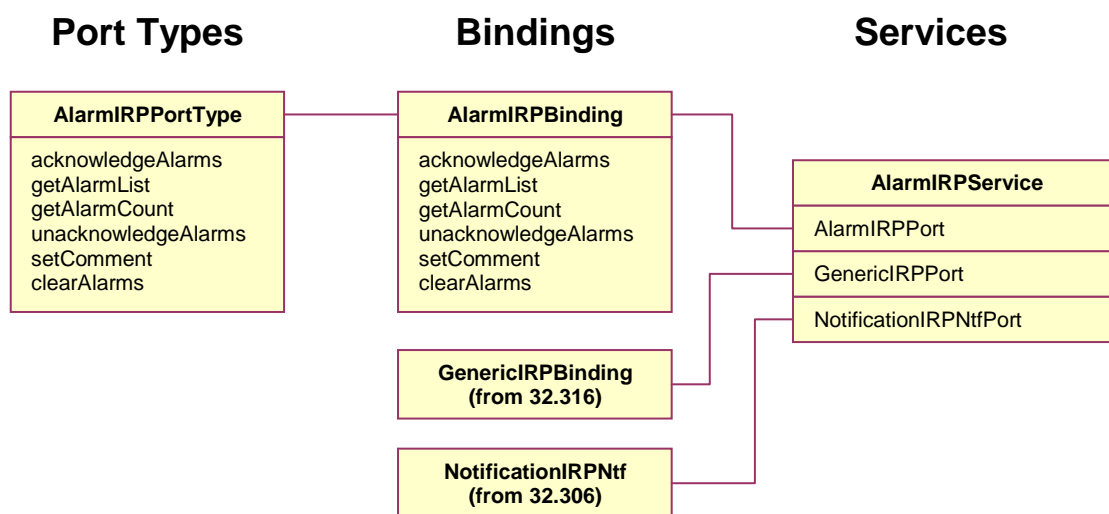 Port Types
Bindings
Services
AlarmIRPPortType
acknowledgeAlarms
getAlarmList
getAlarmCount
unacknowledgeAlarms
setComment
clearAlarms
AlarmIRPBinding
acknowledgeAlarms
getAlarmList
getAlarmCount
unacknowledgeAlarms
setComment
clearAlarms
GenericIRPBinding
(from 32.316)
NotificationIRPNtf
(from 32.306)
AlarmIRPService
AlarmIRPPort
GenericIRPPort
NotificationIRPNtfPort